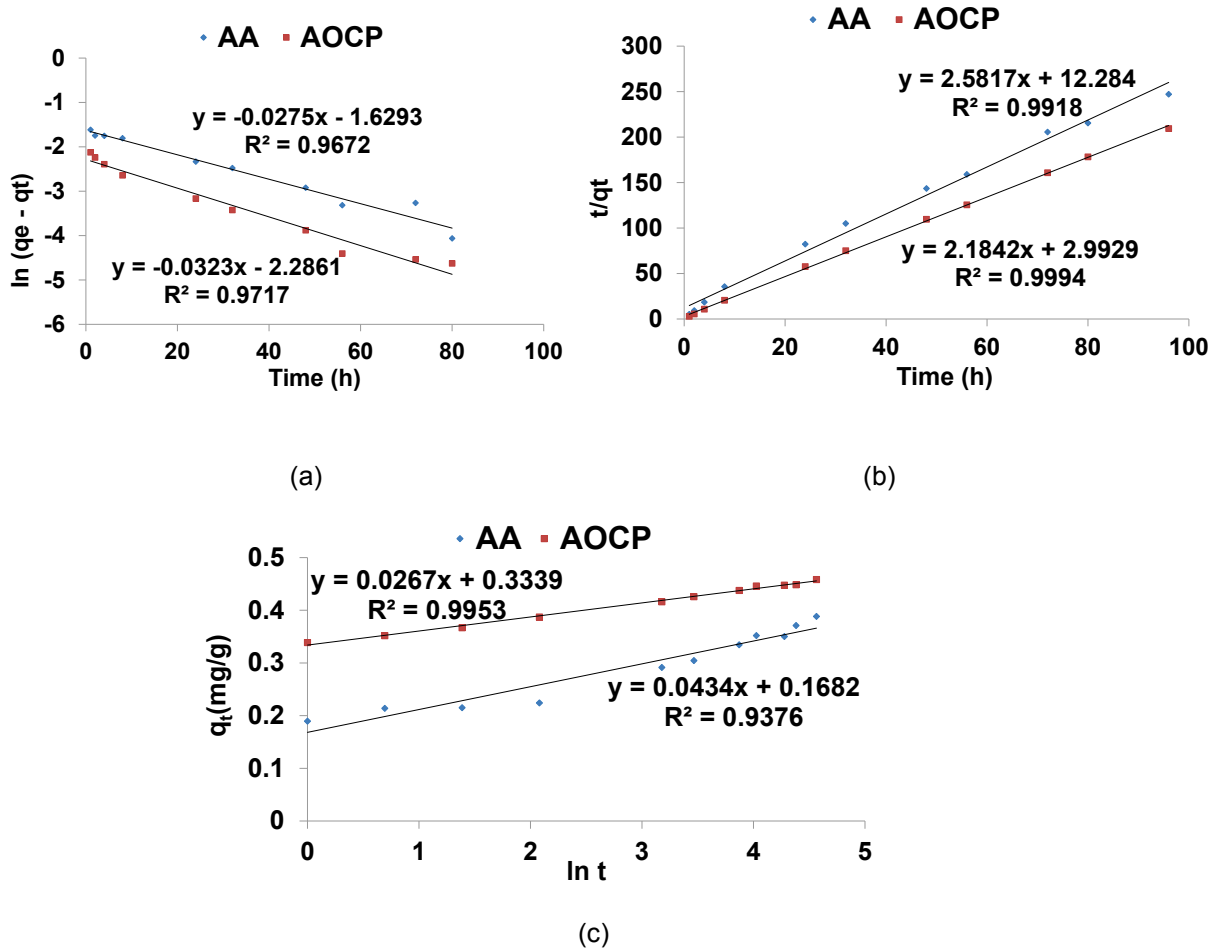 AA AOCP
0
-1
-2
-3
-4
-5
-6
ln (qe - qt)
y = -0.0275x - 1.6293
R² = 0.9672
y = -0.0323x - 2.2861
R² = 0.9717
0 20 40 60 80 100
Time (h)
(a)
AA AOCP
300
250
200
150
100
50
0
t/qt
y = 2.5817x + 12.284
R² = 0.9918
y = 2.1842x + 2.9929
R² = 0.9994
0 20 40 60 80 100
Time (h)
(b)
AA AOCP
0.5
0.4
0.3
0.2
0.1
0
qt(mg/g)
y = 0.0267x + 0.3339
R² = 0.9953
y = 0.0434x + 0.1682
R² = 0.9376
0 1 2 3 4 5
ln t
(c)